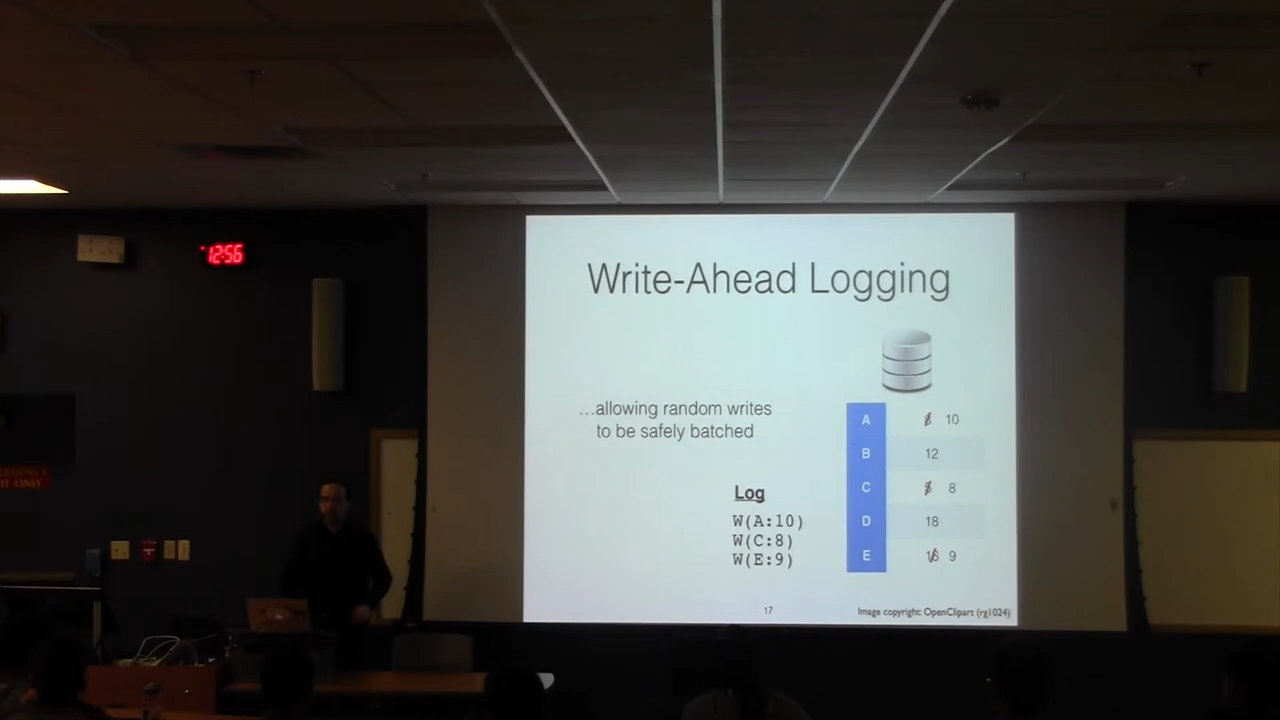 12:56
Write-Ahead Logging
...allowing random writes
to be safely batched
A 10
B 12
C 8
D 18
E 16 9
Log
W(A:10)
W(C:8)
W(E:9)
17
Image copyright: OpenClipart (rg1024)